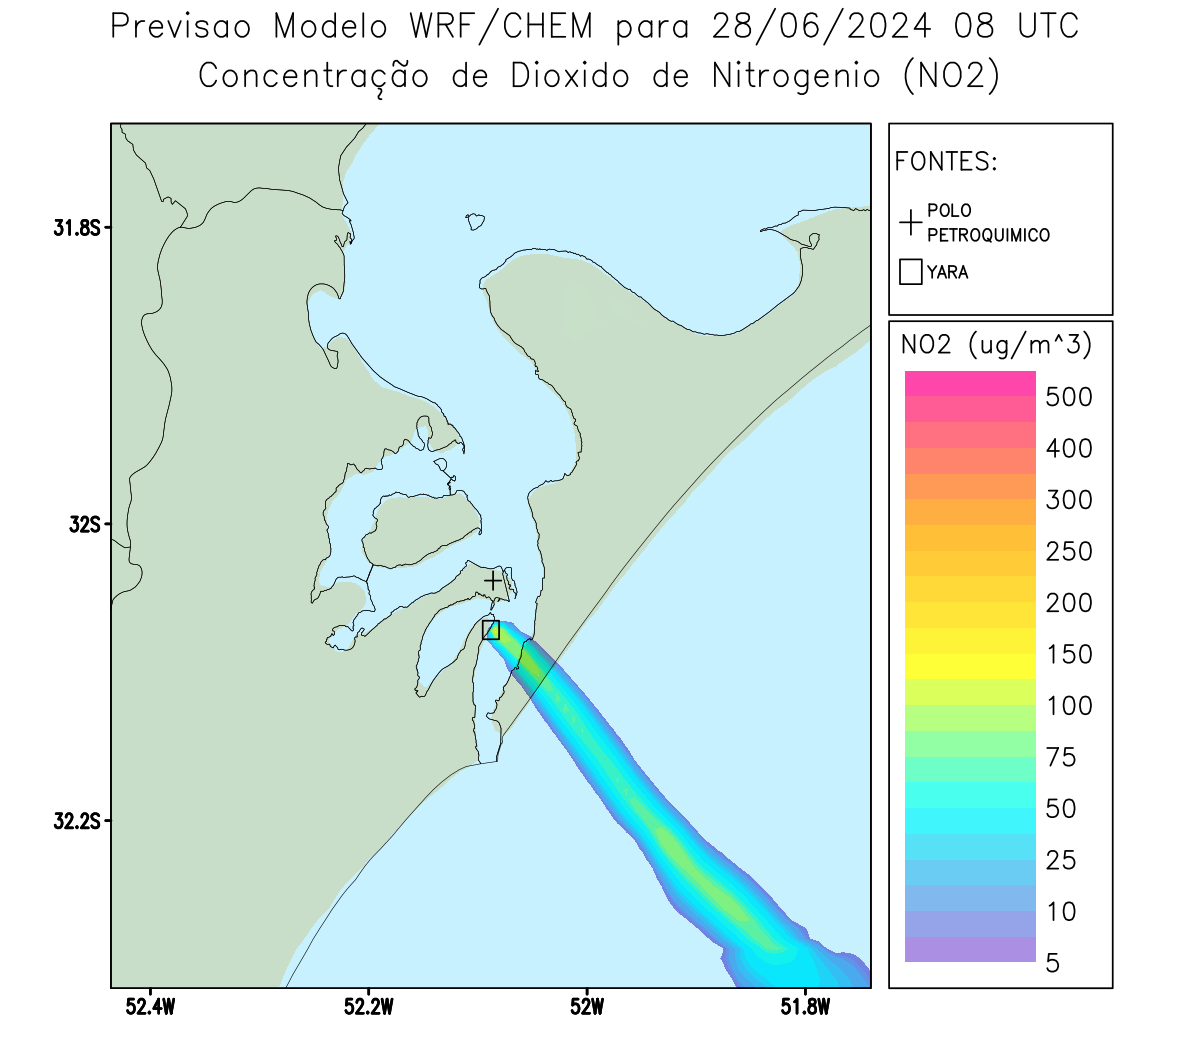 Previsao Modelo WRF/CHEM para 28/06/2024 08 UTC
Concentração de Dioxido de Nitrogenio (NO2)
FONTES:
POLO
PETROQUIMICO
YARA
NO2 (ug/m^3)
500
400
300
250
200
150
100
75
50
25
10
5
31.8S
32S
32.2S
52.4W
52.2W
52W
51.8W